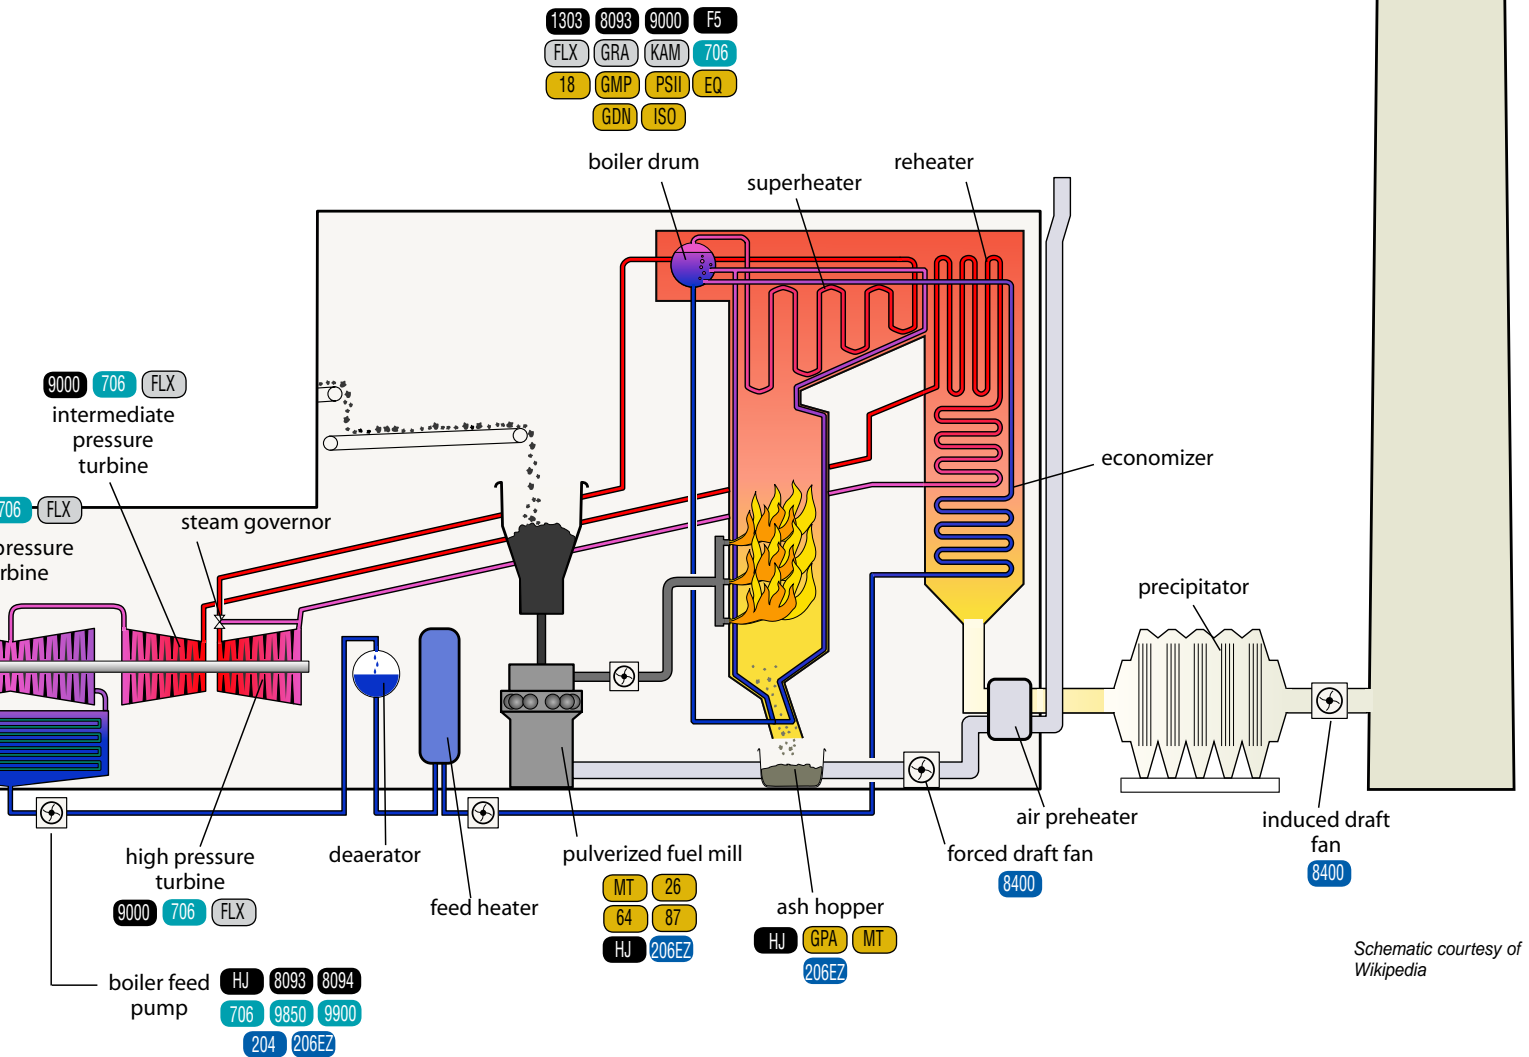 1303 8093 9000 F5
FLX GRA KAM 706
18 GMP PSII EQ
GDN ISO
boiler drum
superheater
reheater
9000 706 FLX
intermediate
pressure
turbine
economizer
706 FLX
pressure
rbine
steam governor
precipitator
high pressure
turbine
9000 706 FLX
deaerator
feed heater
pulverized fuel mill
MT 26
64 87
HJ 206EZ
ash hopper
HJ GPA MT
206EZ
forced draft fan
8400
air preheater
induced draft
fan
8400
boiler feed
pump
HJ 8093 8094
706 9850 9900
204 206EZ
Schematic courtesy of
Wikipedia